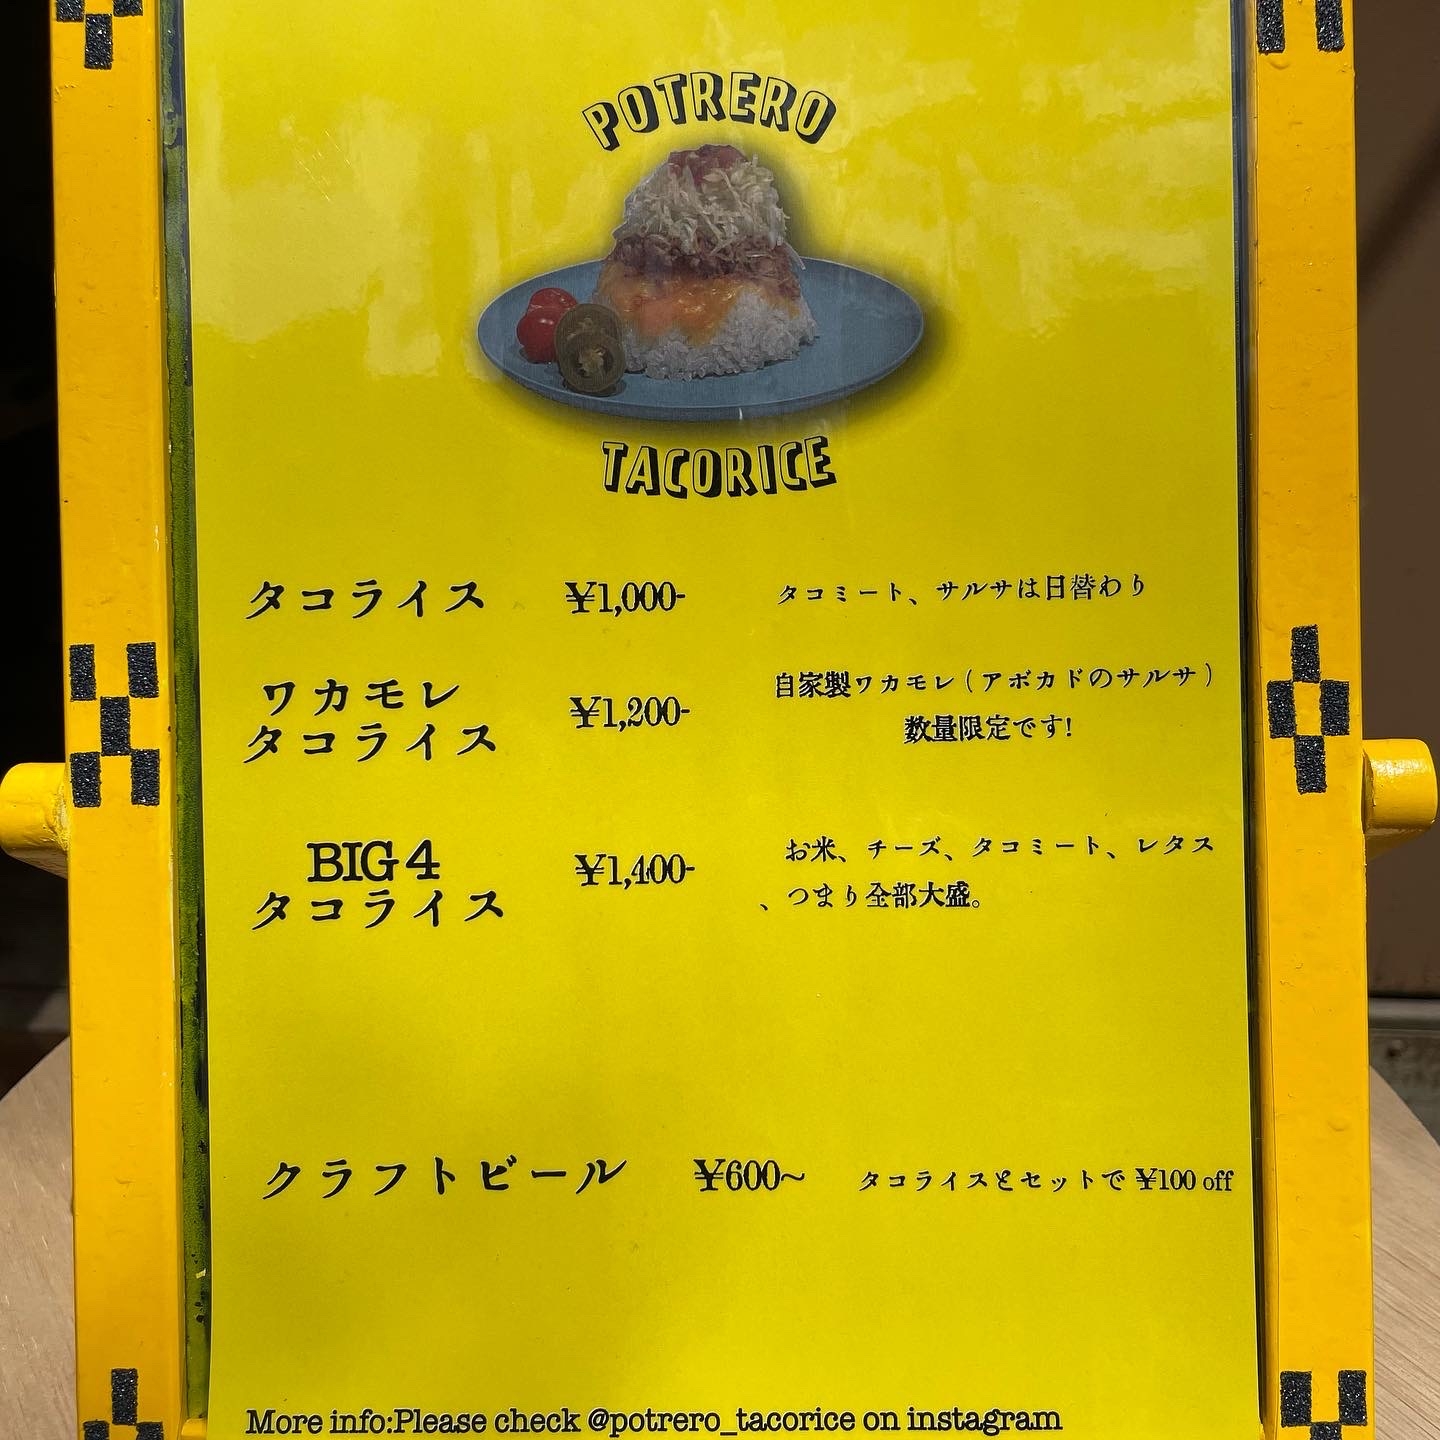 POTRERO
TACORICE
タコライス ¥1,000- タコミート、サルサは日替わり
ワカモレ
タコライス ¥1,200- 自家製ワカモレ(アボカドのサルサ)
数量限定です!
BIG4
タコライス ¥1,400- お米、チーズ、タコミート、レタス
、つまり全部大盛。
クラフトビール ¥600~ タコライスとセットで ¥100 off
More info:Please check @potrero_tacorice on instagram